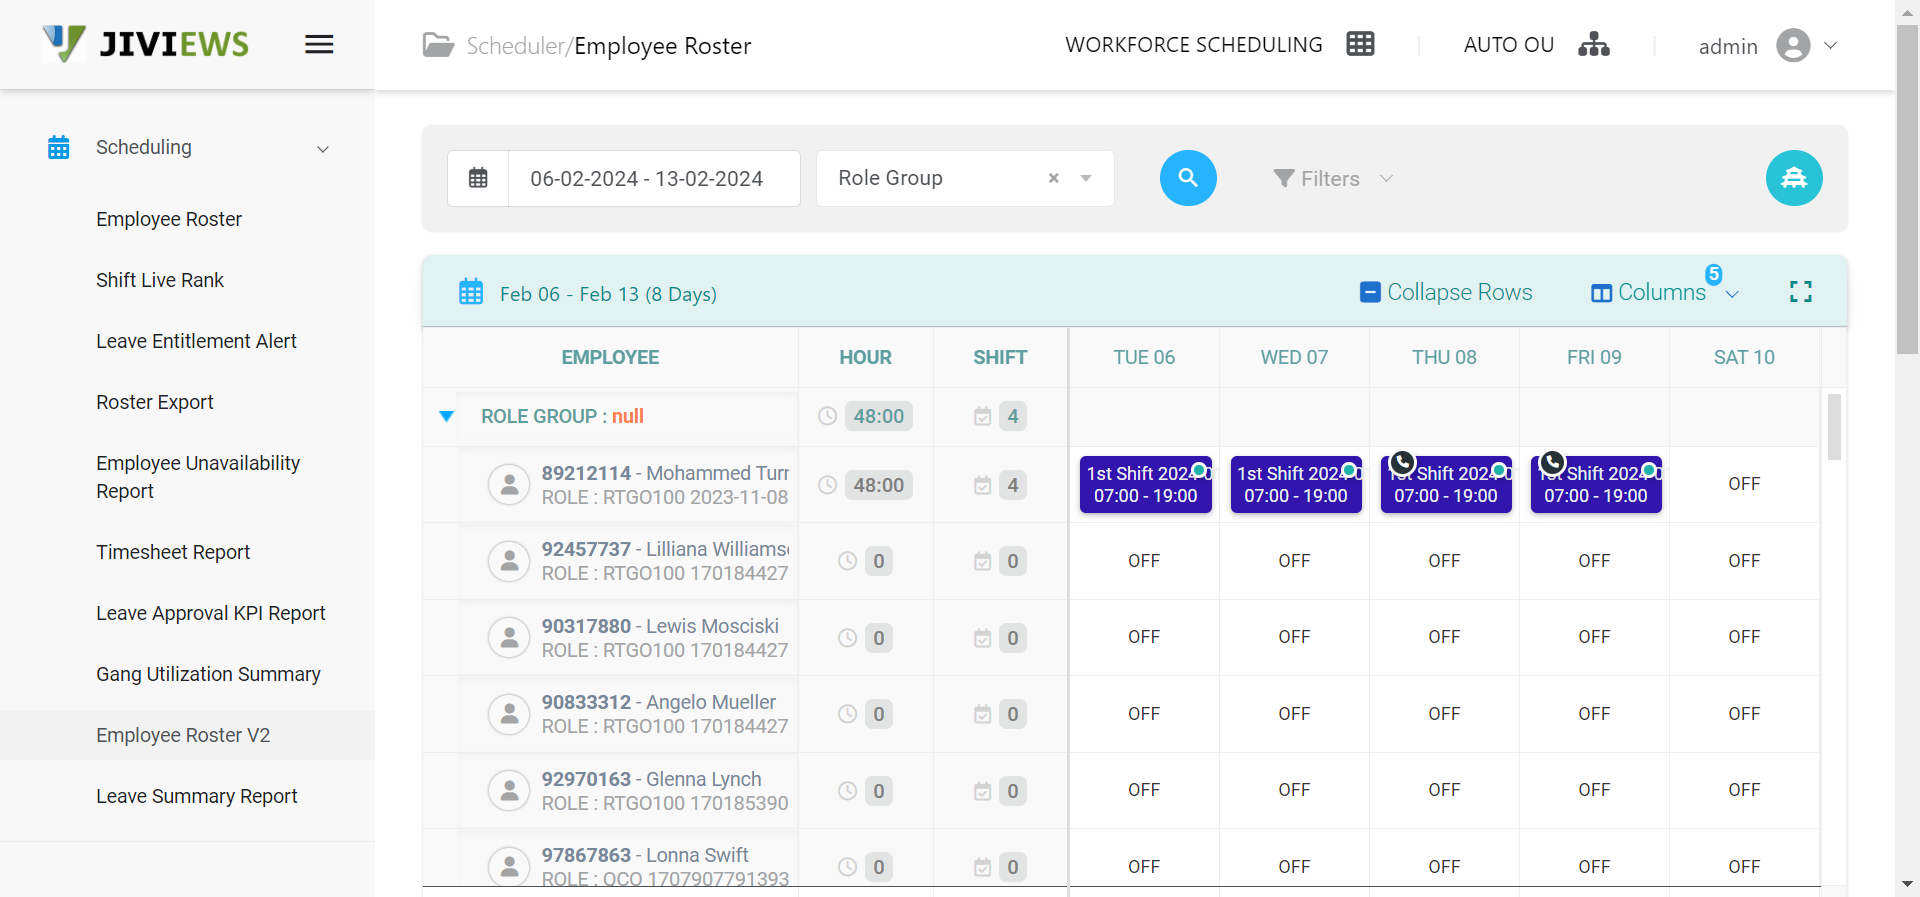 JIVIEWS
Scheduler/Employee Roster
WORKFORCE SCHEDULING
AUTO OU
admin
Scheduling
Employee Roster
Shift Live Rank
Leave Entitlement Alert
Roster Export
Employee Unavailability
Report
Timesheet Report
Leave Approval KPI Report
Gang Utilization Summary
Employee Roster V2
Leave Summary Report
06-02-2024 - 13-02-2024
Role Group
Filters
Feb 06 - Feb 13 (8 Days)
Collapse Rows
Columns 5
EMPLOYEE HOUR SHIFT TUE 06 WED 07 THU 08 FRI 09 SAT 10
ROLE GROUP : null 48:00 4
89212114 - Mohammed Turn
ROLE : RTGO100 2023-11-08
48:00 4
1st Shift 2024-0
07:00 - 19:00
1st Shift 2024-0
07:00 - 19:00
1st Shift 2024-0
07:00 - 19:00
1st Shift 2024-0
07:00 - 19:00
OFF
92457737 - Lilliana Williams
ROLE : RTGO100 170184427
0 0 OFF OFF OFF OFF OFF
90317880 - Lewis Mosciski
ROLE : RTGO100 170184427
0 0 OFF OFF OFF OFF OFF
90833312 - Angelo Mueller
ROLE : RTGO100 170184427
0 0 OFF OFF OFF OFF OFF
92970163 - Glenna Lynch
ROLE : RTGO100 170185390
0 0 OFF OFF OFF OFF OFF
97867863 - Lonna Swift
ROLE : OCO 1707907791393
0 0 OFF OFF OFF OFF OFF